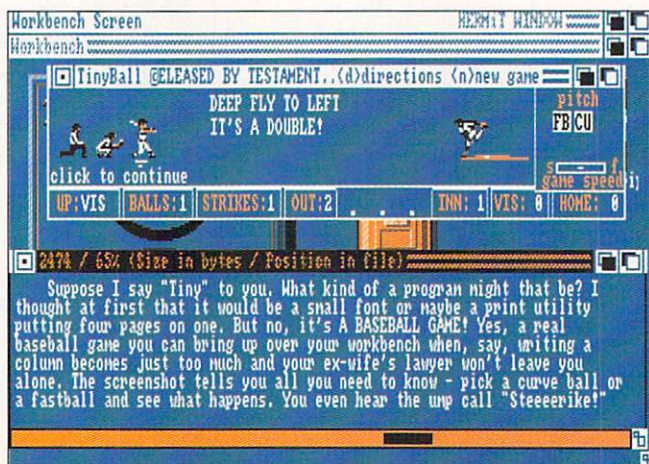 Workbench Screen HERMiT WINDOW
Workbench
TinyBall @ELEASED BY TESTAMENT..(d)directions (n)new game
DEEP FLY TO LEFT
IT'S A DOUBLE!
pitch
FB CU
click to continue
s f
game speed
UP:VIS BALLS:1 STRIKES:1 OUT:2 INN: 1 VIS: 0 HOME: 0
2474 / 65% (Size in bytes / Position in file)
Suppose I say "Tiny" to you. What kind of a program might that be? I
thought at first that it would be a small font or maybe a print utility
putting four pages on one. But no, it's A BASEBALL GAME! Yes, a real
baseball game you can bring up over your workbench when, say, writing a
column becomes just too much and your ex-wife's lawyer won't leave you
alone. The screenshot tells you all you need to know - pick a curve ball or
a fastball and see what happens. You even hear the ump call "Steeeerike!"